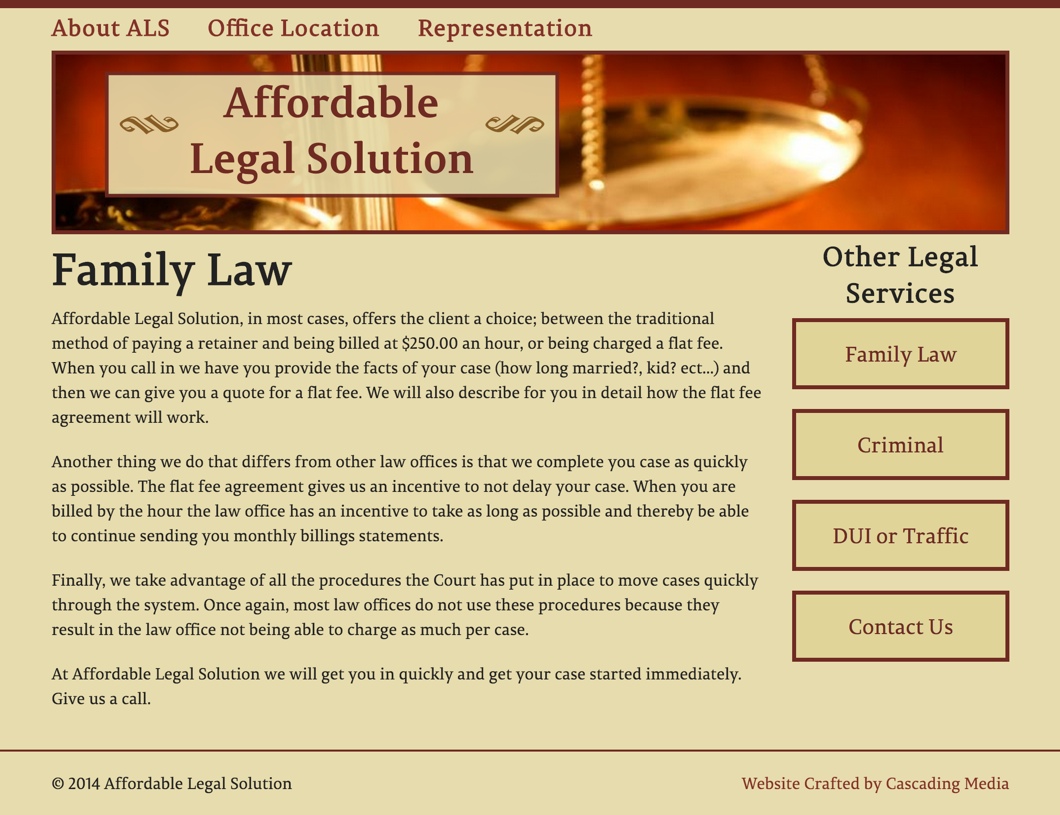 About ALS
Office Location
Representation
Affordable
Legal Solution
Family Law
Affordable Legal Solution, in most cases, offers the client a choice; between the traditional
method of paying a retainer and being billed at $250.00 an hour, or being charged a flat fee.
When you call in we have you provide the facts of your case (how long married?, kid? ect...) and
then we can give you a quote for a flat fee. We will also describe for you in detail how the flat fee
agreement will work.
Another thing we do that differs from other law offices is that we complete you case as quickly
as possible. The flat fee agreement gives us an incentive to not delay your case. When you are
billed by the hour the law office has an incentive to take as long as possible and thereby be able
to continue sending you monthly billings statements.
Finally, we take advantage of all the procedures the Court has put in place to move cases quickly
through the system. Once again, most law offices do not use these procedures because they
result in the law office not being able to charge as much per case.
At Affordable Legal Solution we will get you in quickly and get your case started immediately.
Give us a call.
Other Legal
Services
Family Law
Criminal
DUI or Traffic
Contact Us
© 2014 Affordable Legal Solution
Website Crafted by Cascading Media